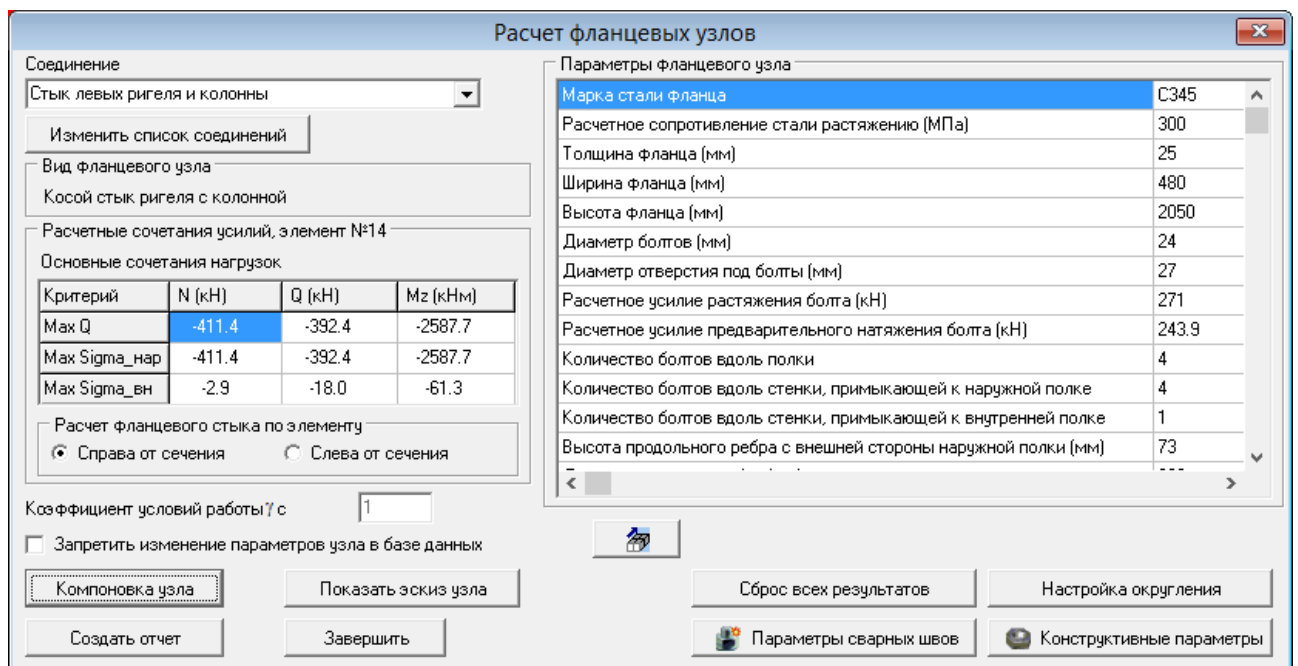 Расчет фланцевых узлов
Соединение
Стык левых ригеля и колонны
Изменить список соединений
Вид фланцевого узла
Косой стык ригеля с колонной
Расчетные сочетания усилий, элемент №14
Основные сочетания нагрузок
Критерий N (кН) Q (кН) Mz (кНм)
Max Q -411.4 -392.4 -2587.7
Max Sigma_нар -411.4 -392.4 -2587.7
Max Sigma_вн -2.9 -18.0 -61.3
Расчет фланцевого стыка по элементу
Справа от сечения Слева от сечения
Коэффициент условий работы γ с 1
Запретить изменение параметров узла в базе данных
Компоновка узла Показать эскиз узла
Создать отчет Завершить
Параметры фланцевого узла
Марка стали фланца С345
Расчетное сопротивление стали растяжению (МПа) 300
Толщина фланца (мм) 25
Ширина фланца (мм) 480
Высота фланца (мм) 2050
Диаметр болтов (мм) 24
Диаметр отверстия под болты (мм) 27
Расчетное усилие растяжения болта (кН) 271
Расчетное усилие предварительного натяжения болта (кН) 243.9
Количество болтов вдоль полки 4
Количество болтов вдоль стенки, примыкающей к наружной полке 4
Количество болтов вдоль стенки, примыкающей к внутренней полке 1
Высота продольного ребра с внешней стороны наружной полки (мм) 73
Сброс всех результатов Настройка округления
Параметры сварных швов Конструктивные параметры